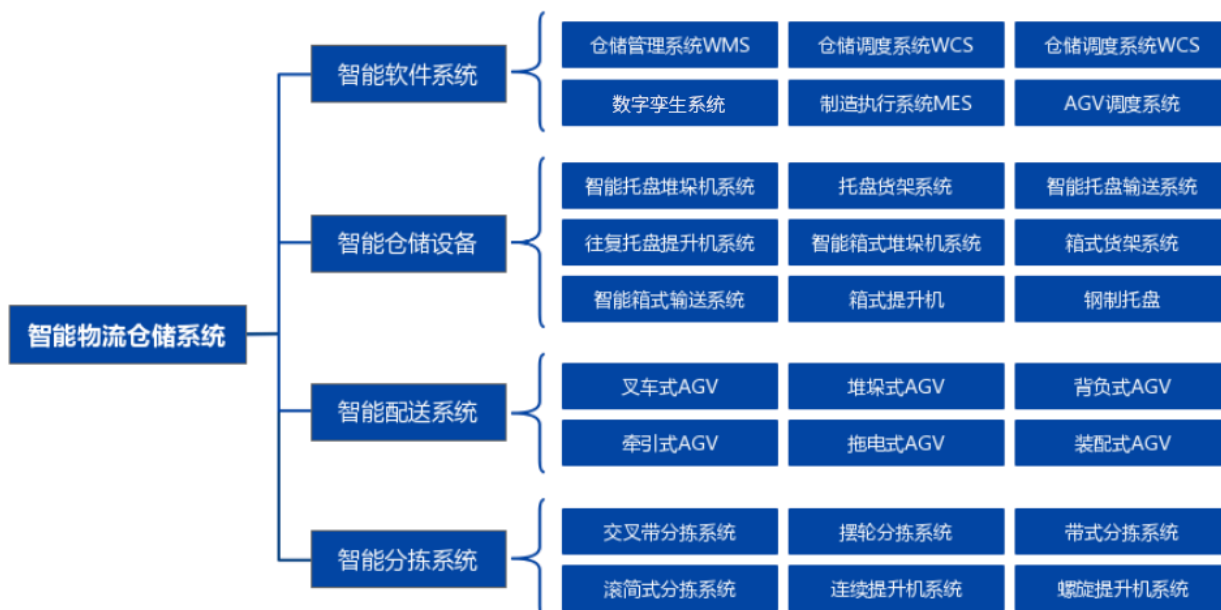 智能物流仓储系统
智能软件系统
仓储管理系统WMS
仓储调度系统WCS
仓储调度系统WCS
数字孪生系统
制造执行系统MES
AGV调度系统
智能仓储设备
智能托盘堆垛机系统
托盘货架系统
智能托盘输送系统
往复托盘提升机系统
智能箱式堆垛机系统
箱式货架系统
智能箱式输送系统
箱式提升机
钢制托盘
智能配送系统
叉车式AGV
堆垛式AGV
背负式AGV
牵引式AGV
拖电式AGV
装配式AGV
智能分拣系统
交叉带分拣系统
摆轮分拣系统
带式分拣系统
滚筒式分拣系统
连续提升机系统
螺旋提升机系统